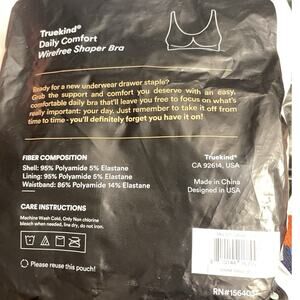 Truekind®
Daily Comfort
Wirefree Shaper Bra
Ready for a new underwear drawer staple?
Grab the support and comfort you deserve with an easy,
comfortable daily bra that'll leave you free to focus on what's
really important: your day. Just remember to take it off from
time to time - you'll definitely forget you have it on!
FIBER COMPOSITION
Shell: 95% Polyamide 5% Elastane
Lining: 95% Polyamide 5% Elastane
Waistband: 86% Polyamide 14% Elastane
Truekind®
CA 92614, USA
Made in China
Designed in USA
CARE INSTRUCTIONS
Machine Wash Cold, Only Non chlorine
bleach when needed, line dry, do not iron.
Please reuse this pouch!